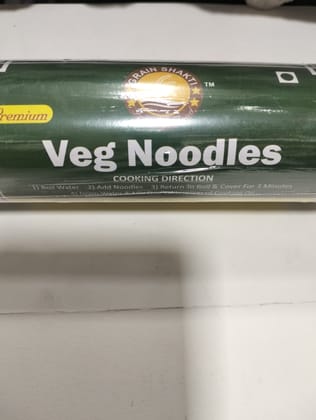 GRAIN SHAKTI
TM
Premium
Veg Noodles
COOKING DIRECTION
1) Boil Water 2) Add Noodles 3) Return To Boil & Cover For 3 Minutes